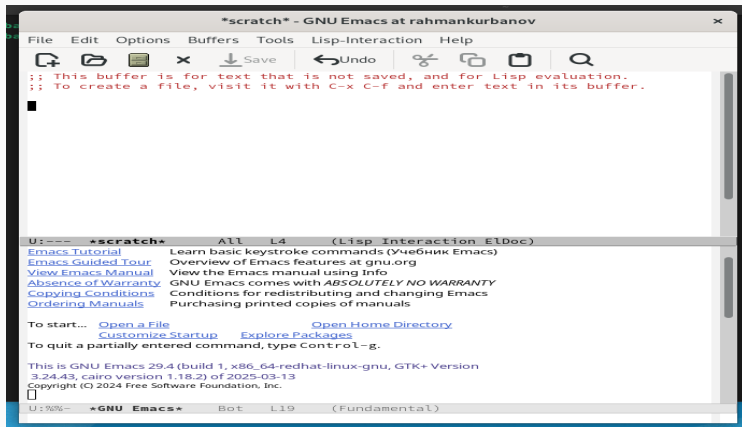 *scratch* - GNU Emacs at rahmankurbanov ×
File Edit Options Buffers Tools Lisp-Interaction Help
Save Undo
;; This buffer is for text that is not saved, and for Lisp evaluation.
;; To create a file, visit it with C-x C-f and enter text in its buffer.
U:--- *scratch* All L4 (Lisp Interaction ElDoc)
Emacs Tutorial Learn basic keystroke commands (Учебник Emacs)
Emacs Guided Tour Overview of Emacs features at gnu.org
View Emacs Manual View the Emacs manual using Info
Absence of Warranty GNU Emacs comes with ABSOLUTELY NO WARRANTY
Copying Conditions Conditions for redistributing and changing Emacs
Ordering Manuals Purchasing printed copies of manuals
To start... Open a File Open Home Directory
Customize Startup Explore Packages
To quit a partially entered command, type Control-g.
This is GNU Emacs 29.4 (build 1, x86_64-redhat-linux-gnu, GTK+ Version
3.24.43, cairo version 1.18.2) of 2025-03-13
Copyright (C) 2024 Free Software Foundation, Inc.
U:%%- *GNU Emacs* Bot L19 (Fundamental)